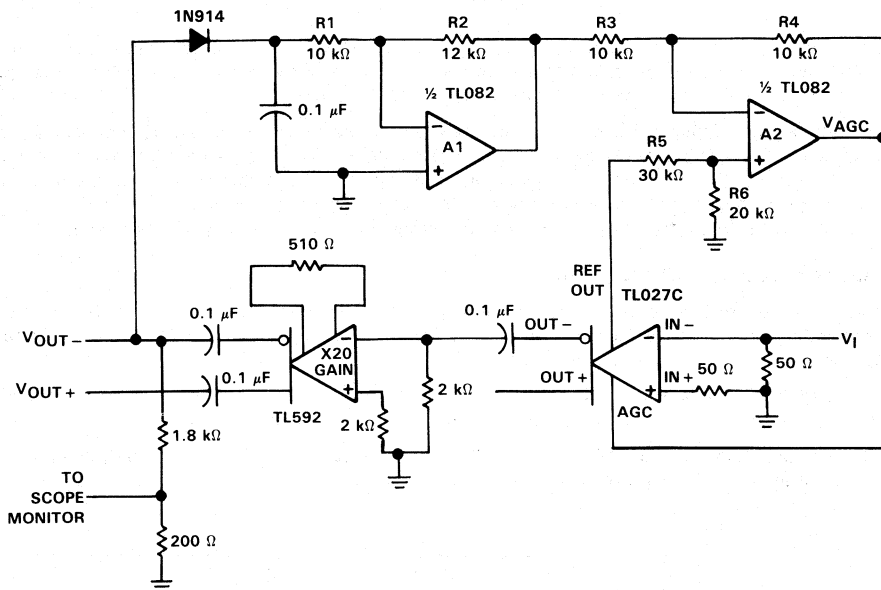 1N914
R1
10 kΩ
R2
12 kΩ
R3
10 kΩ
R4
10 kΩ
0.1 μF
½ TL082
−
A1
+
½ TL082
−
A2
+
VAGC
R5
30 kΩ
R6
20 kΩ
510 Ω
REF
OUT
TL027C
0.1 μF
0.1 μF
OUT −
IN −
VI
VOUT −
−
X20
GAIN
+
−
+
50 Ω
50 Ω
IN +
OUT +
AGC
VOUT +
0.1 μF
TL592
2 kΩ
2 kΩ
1.8 kΩ
TO
SCOPE
MONITOR
200 Ω